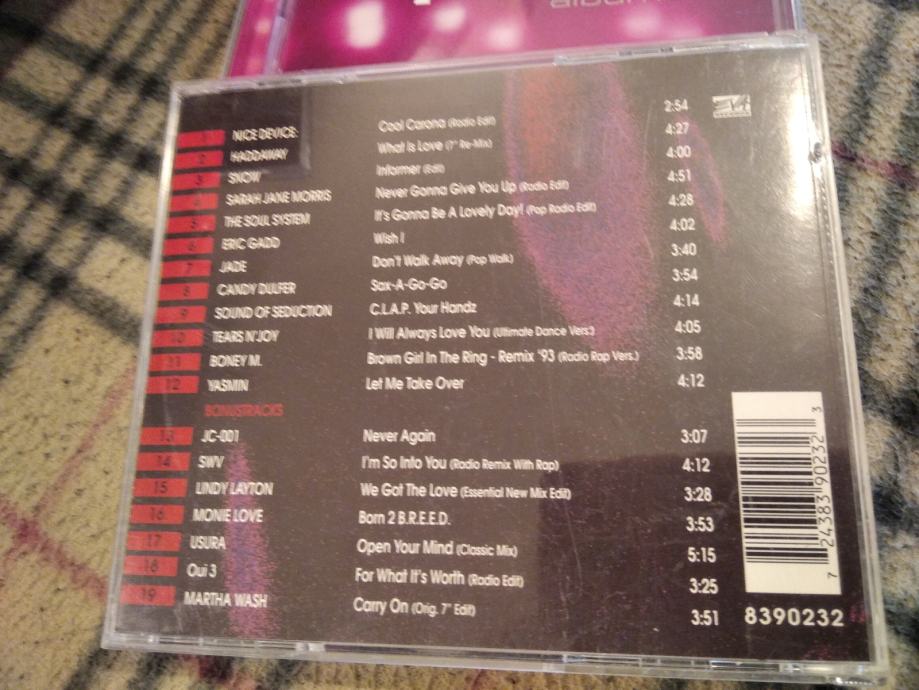 album
EVA
1 NICE DEVICE: Cool Carona (Radio Edit) 2:54
2 HADDAWAY What Is Love (7" Re-Mix) 4:27
3 SNOW Informer (Edit) 4:00
4 SARAH JANE MORRIS Never Gonna Give You Up (Radio Edit) 4:51
5 THE SOUL SYSTEM It's Gonna Be A Lovely Day! (Pop Radio Edit) 4:28
6 ERIC GADD Wish I 4:02
7 JADE Don't Walk Away (Pop Walk) 3:40
8 CANDY DULFER Sax-A-Go-Go 3:54
9 SOUND OF SEDUCTION C.L.A.P. Your Handz 4:14
10 TEARS N'JOY I Will Always Love You (Ultimate Dance Vers:) 4:05
11 BONEY M. Brown Girl In The Ring - Remix '93 (Radio Rap Vers.) 3:58
12 YASMIN Let Me Take Over 4:12
BONUSTRACKS
13 JC-001 Never Again 3:07
14 SWV I'm So Into You (Radio Remix With Rap) 4:12
15 LINDY LAYTON We Got The Love (Essential New Mix Edit) 3:28
16 MONIE LOVE Born 2 B.R.E.E.D. 3:53
17 USURA Open Your Mind (Classic Mix) 5:15
18 Oui 3 For What It's Worth (Radio Edit) 3:25
19 MARTHA WASH Carry On (Orig. 7" Edit) 3:51
7 24383 90232 3
8390232